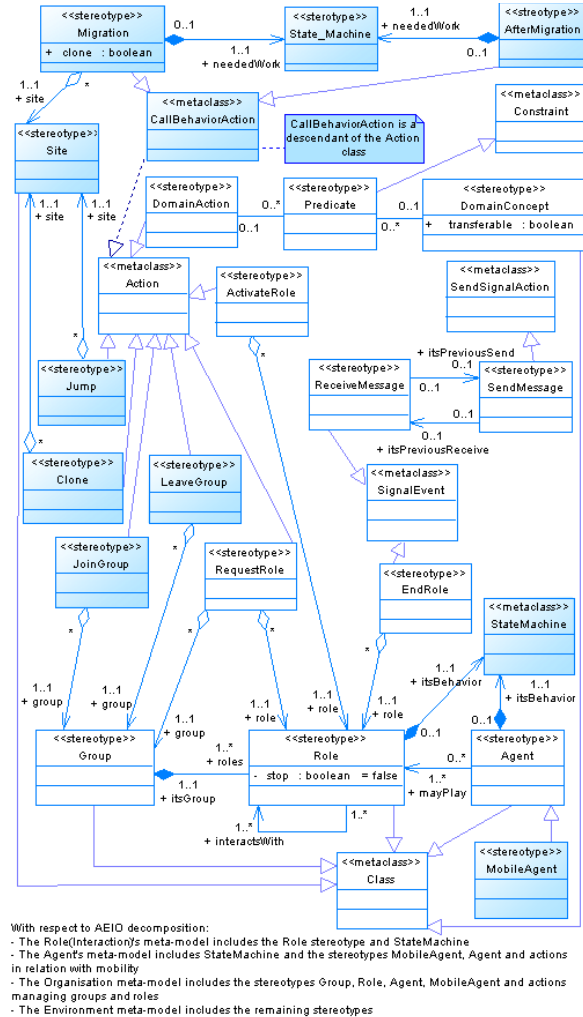 <<stereotype>>
Migration
+ clone : boolean
0..1
1..1
+ neededWork
<<stereotype>>
State_Machine
1..1
+ neededWork
0..1
<<streotype>>
AfterMigration
1..1
+ site
*
<<metaclass>>
CallBehaviorAction
CallBehaviorAction is a
descendant of the Action
class
<<metaclass>>
Constraint
<<stereotype>>
Site
1..1
+ site
1..1
+ site
<<stereotype>>
DomainAction
0..*
0..1
<<stereotype>>
Predicate
0..1
0..*
<<stereotype>>
DomainConcept
+ transferable : boolean
<<metaclass>>
Action
<<stereotype>>
ActivateRole
*
<<metaclass>>
SendSignalAction
*
<<stereotype>>
Jump
<<stereotype>>
ReceiveMessage
+ itsPreviousSend
0..1
0..1
0..1
0..1
+ itsPreviousReceive
<<stereotype>>
SendMessage
*
<<stereotype>>
Clone
<<stereotype>>
LeaveGroup
*
<<metaclass>>
SignalEvent
<<stereotype>>
JoinGroup
*
<<stereotype>>
RequestRole
*
*
<<stereotype>>
EndRole
*
<<metaclass>>
StateMachine
1..1
+ group
1..1
+ group
1..1
+ group
1..1
+ role
1..1
+ role
1..1
+ role
1..1
+ itsBehavior
1..1
+ itsBehavior
<<stereotype>>
Group
1..*
+ roles
1..1
+ itsGroup
<<stereotype>>
Role
- stop : boolean = false
0..1
0..1
0..*
1..*
+ mayPlay
<<stereotype>>
Agent
1..*
+ interactsWith
1..*
<<metaclass>>
Class
<<stereotype>>
MobileAgent
With respect to AEIO decomposition:
- The Role(Interaction)'s meta-model includes the Role stereotype and StateMachine
- The Agent's meta-model includes StateMachine and the stereotypes MobileAgent, Agent and actions
in relation with mobility
- The Organisation meta-model includes the stereotypes Group, Role, Agent, MobileAgent and actions
managing groups and roles
- The Environment meta-model includes the remaining stereotypes